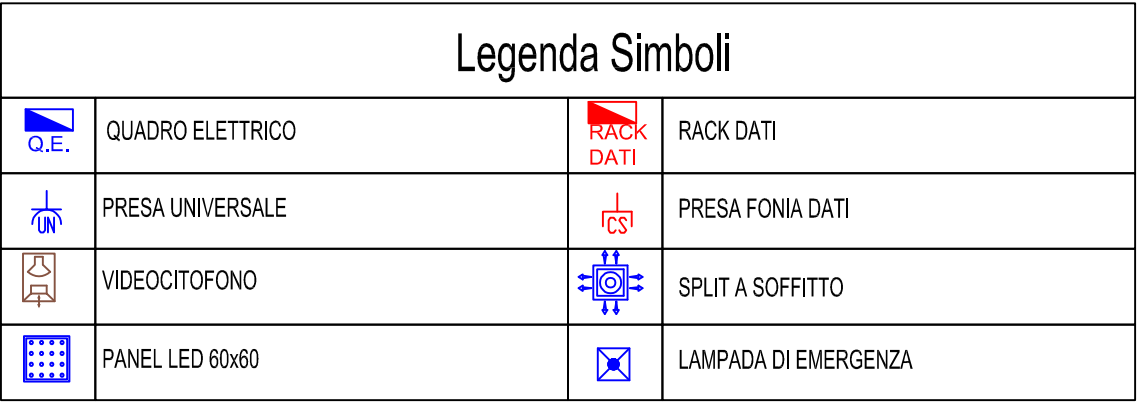 Legenda Simboli
Q.E.
QUADRO ELETTRICO
RACK
DATI
RACK DATI
UN
PRESA UNIVERSALE
CS
PRESA FONIA DATI
VIDEOCITOFONO
SPLIT A SOFFITTO
PANEL LED 60x60
LAMPADA DI EMERGENZA